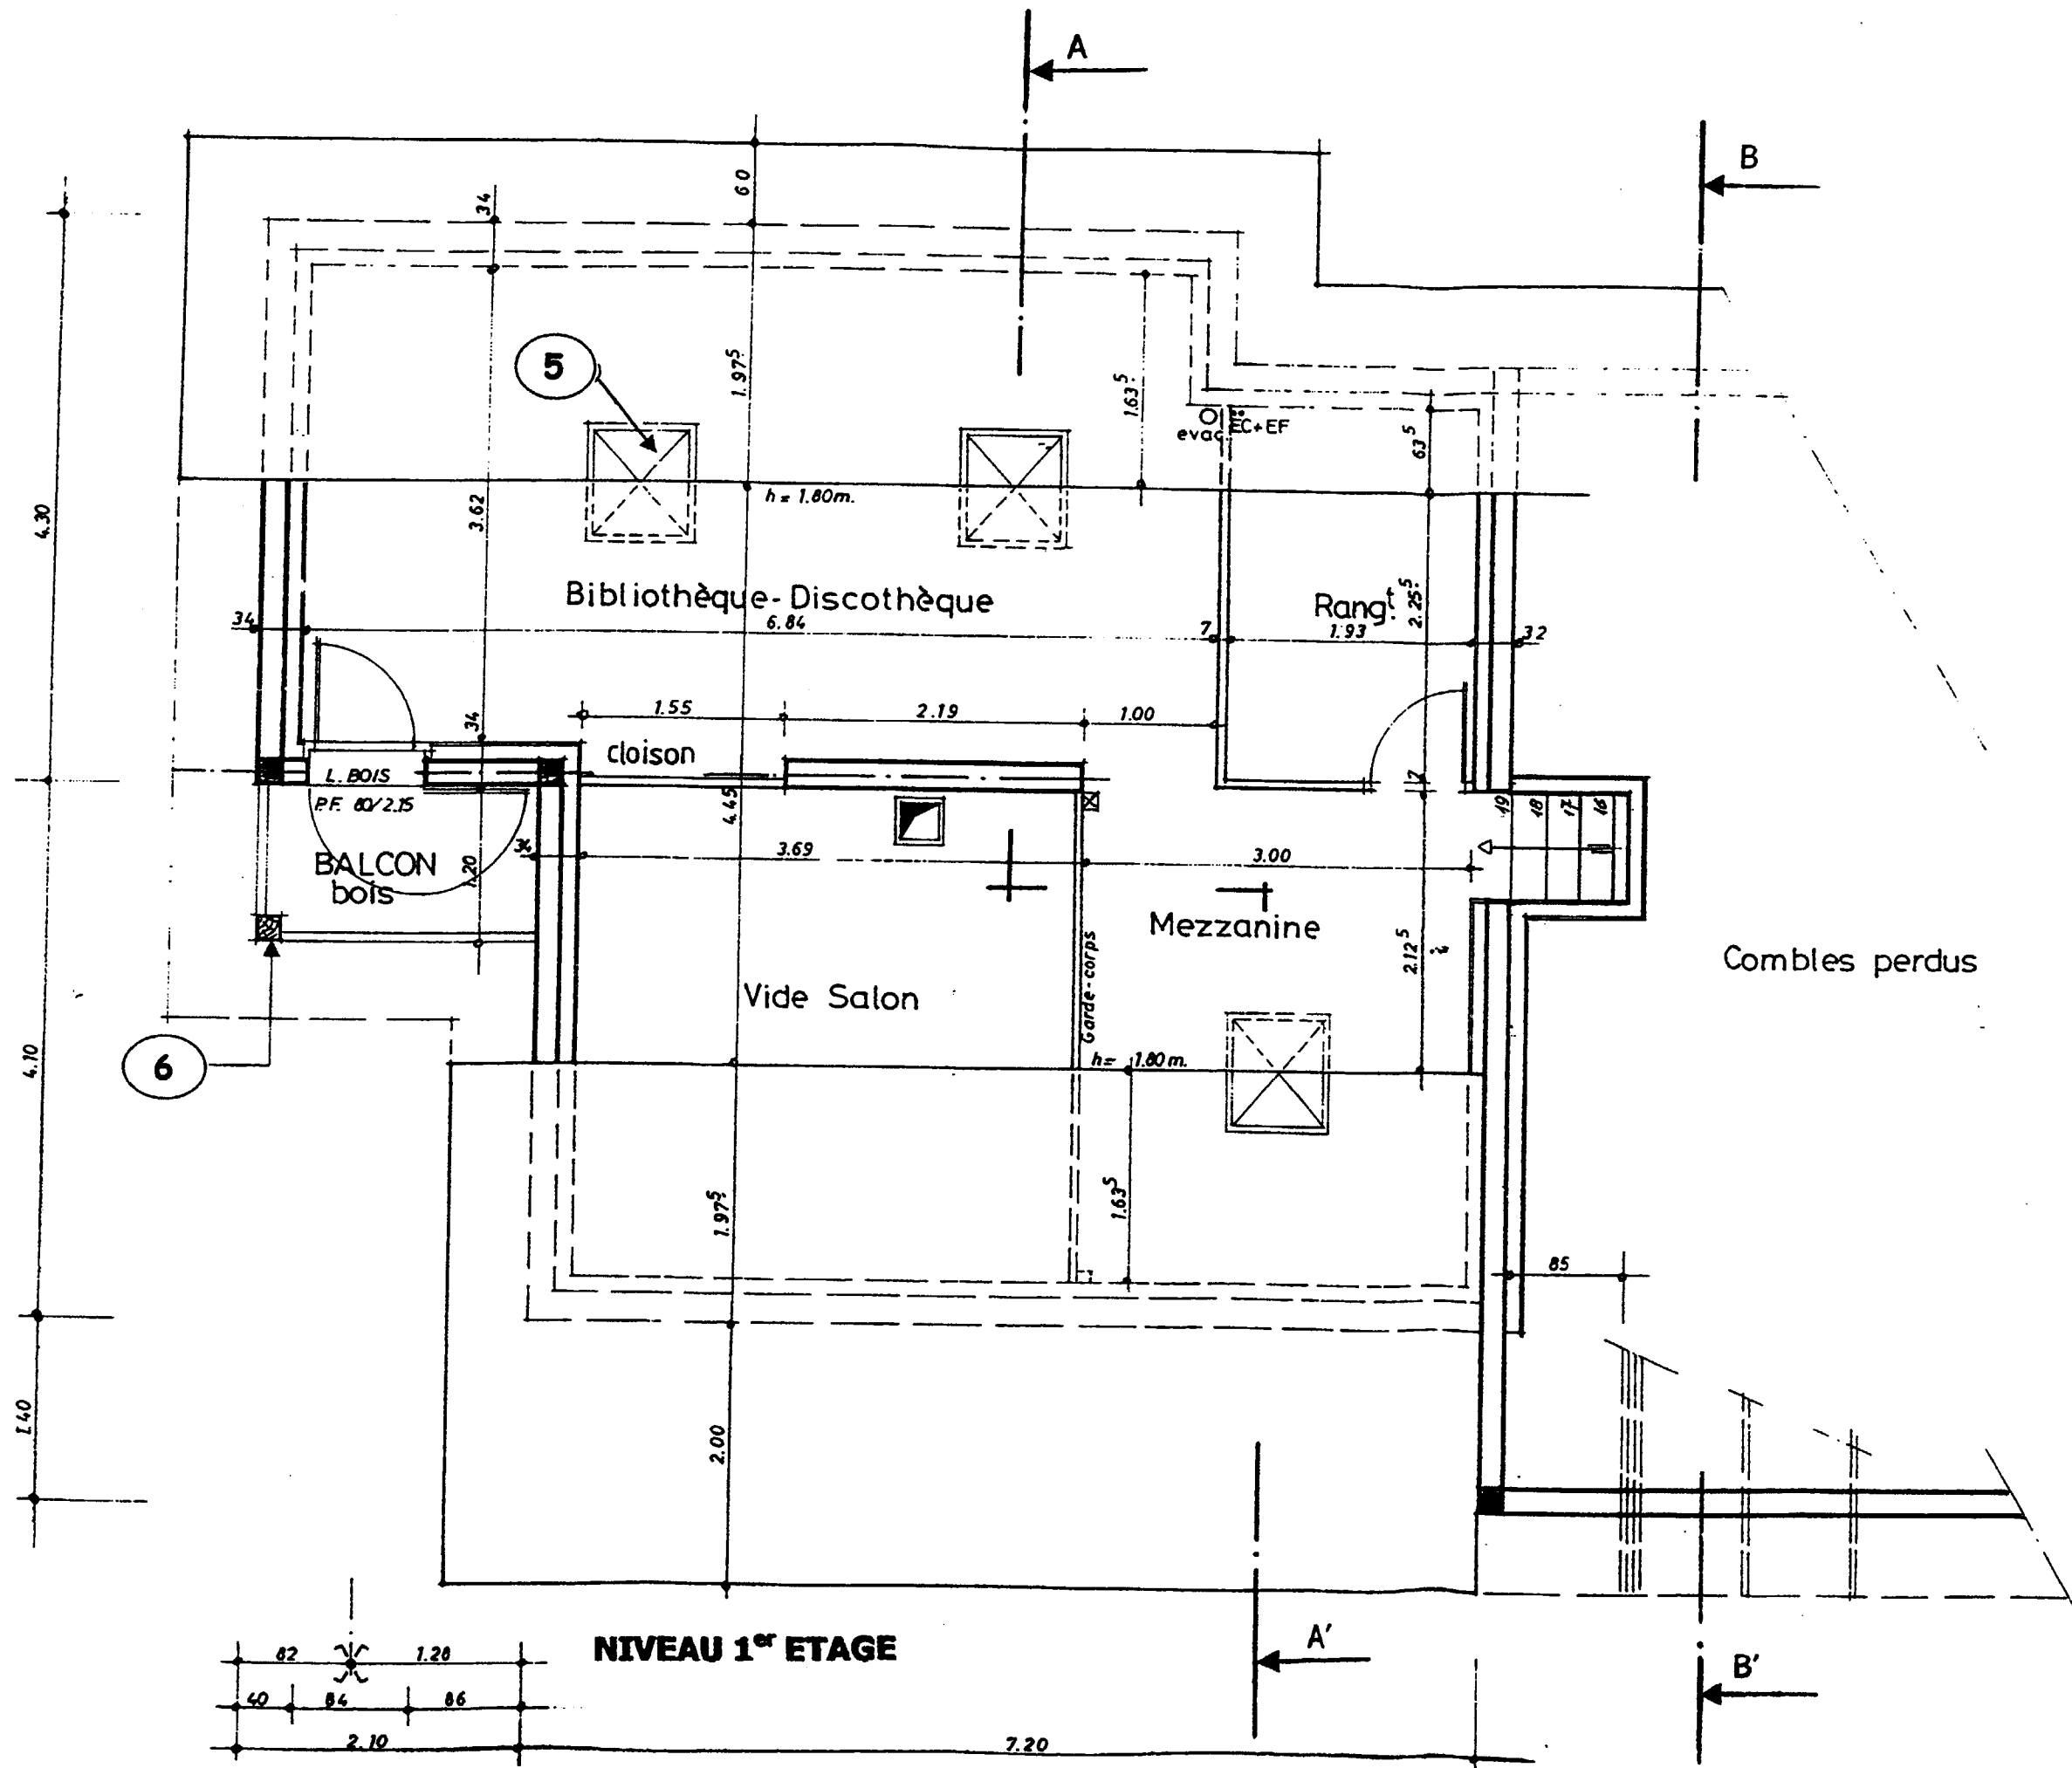 A
B
34
60
5
1.97⁵
1.63⁵
evac.
EC+EF
63⁵
4.30
3.62
h = 1.80m.
Bibliothèque-Discothèque
Rang.ᵗ
2.25⁵
34
6.84
7
1.93
32
34
1.55
2.19
1.00
cloison
L. BOIS
P.F. 80/2.15
7
19
18
17
16
4.45
34
3.69
3.00
BALCON
bois
1.20
Mezzanine
Garde-corps
2.12⁵
Combles perdus
Vide Salon
6
4.10
h = 1.80m.
1.97⁵
1.63⁵
85
1.40
2.00
NIVEAU 1er ETAGE
A'
B'
82
1.28
40
84
86
2.10
7.20